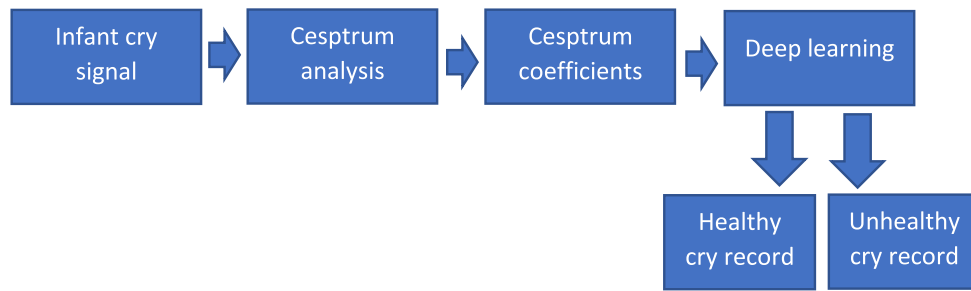 Infant cry
signal
Cesptrum
analysis
Cesptrum
coefficients
Deep learning
Healthy
cry record
Unhealthy
cry record